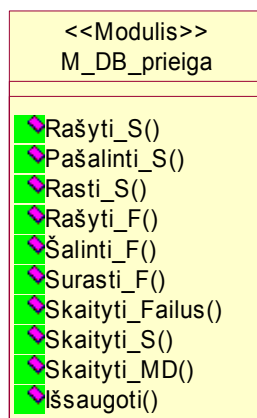 <<Modulis>>
M_DB_prieiga
Rašyti_S()
Pašalinti_S()
Rasti_S()
Rašyti_F()
Šalinti_F()
Surasti_F()
Skaityti_Failus()
Skaityti_S()
Skaityti_MD()
Išsaugoti()